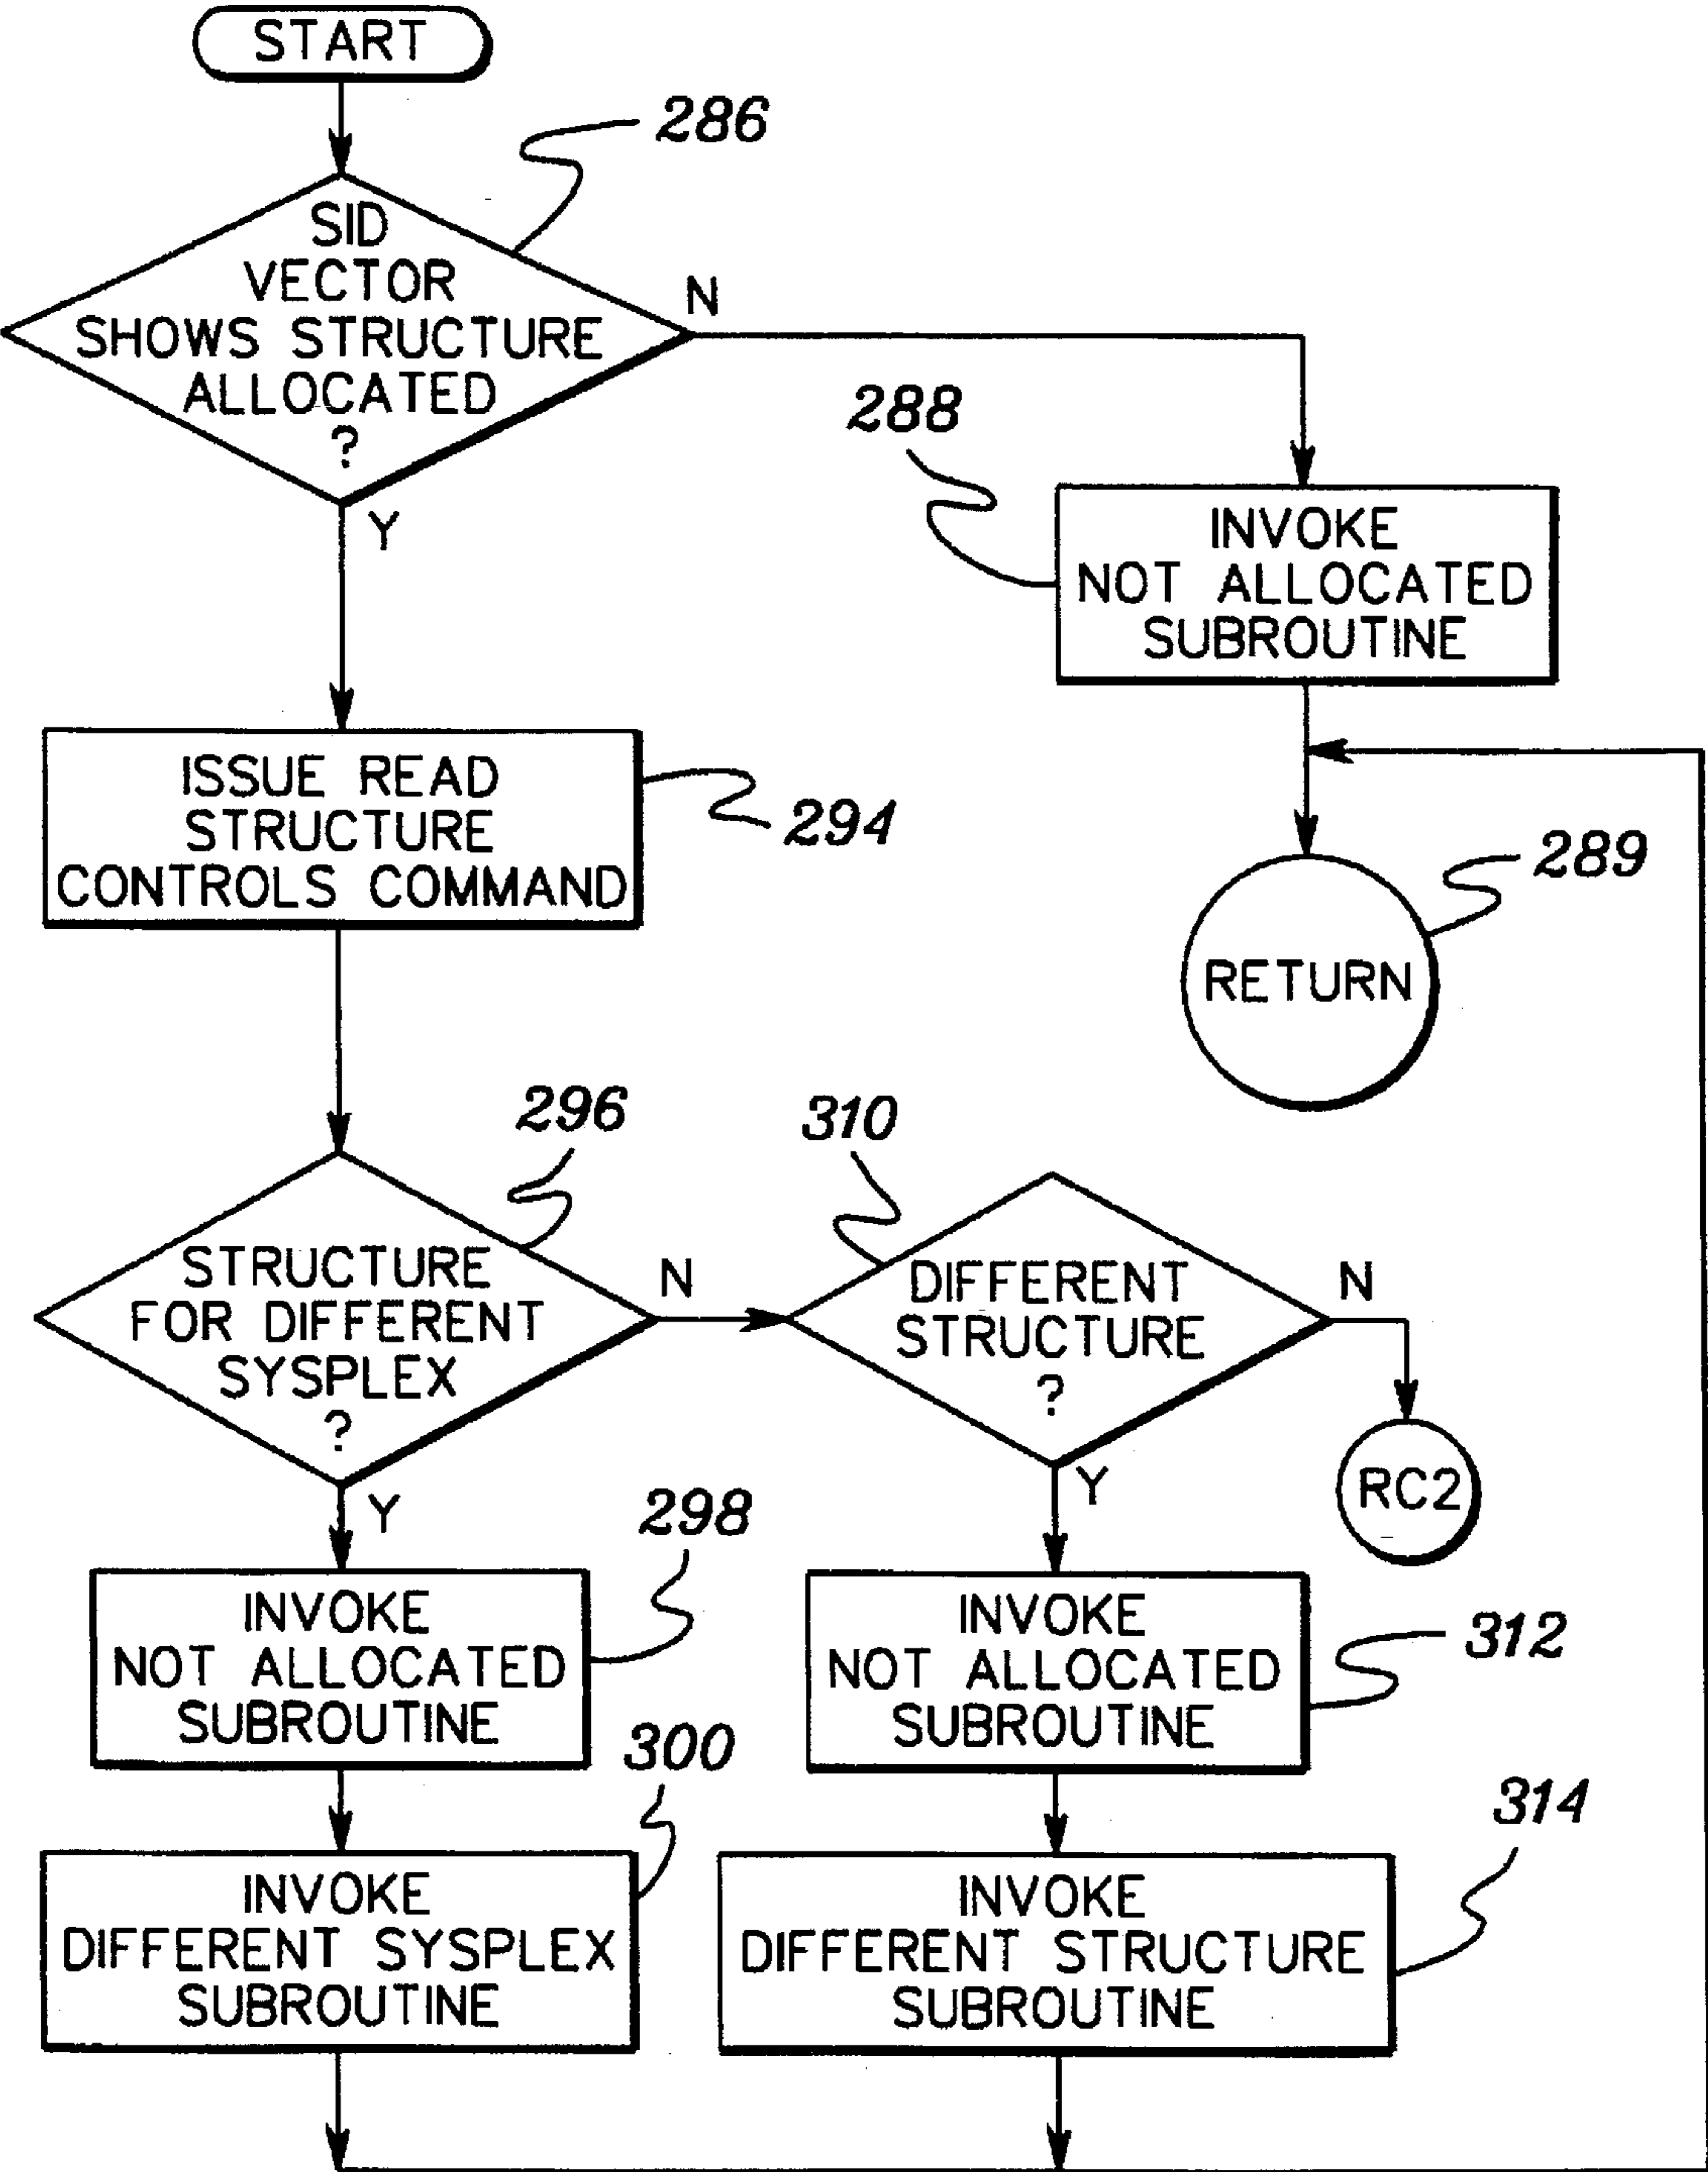 START
286
SID
VECTOR
SHOWS STRUCTURE
ALLOCATED
?
N
Y
288
INVOKE
NOT ALLOCATED
SUBROUTINE
ISSUE READ
STRUCTURE
CONTROLS COMMAND
294
289
RETURN
296
STRUCTURE
FOR DIFFERENT
SYSPLEX
?
N
Y
310
DIFFERENT
STRUCTURE
?
N
Y
RC2
298
INVOKE
NOT ALLOCATED
SUBROUTINE
312
INVOKE
NOT ALLOCATED
SUBROUTINE
300
INVOKE
DIFFERENT SYSPLEX
SUBROUTINE
314
INVOKE
DIFFERENT STRUCTURE
SUBROUTINE